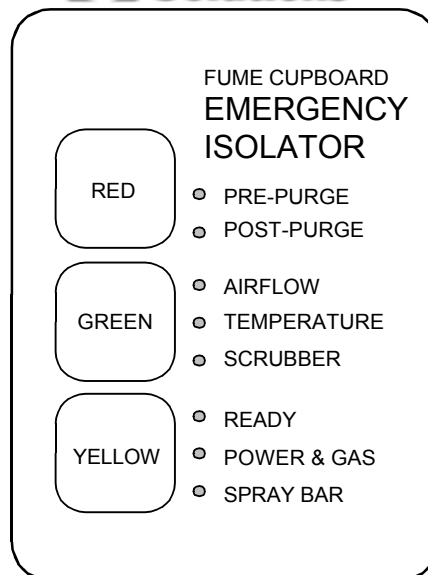 FUME CUPBOARD
EMERGENCY
ISOLATOR
RED
PRE-PURGE
POST-PURGE
GREEN
AIRFLOW
TEMPERATURE
SCRUBBER
YELLOW
READY
POWER & GAS
SPRAY BAR